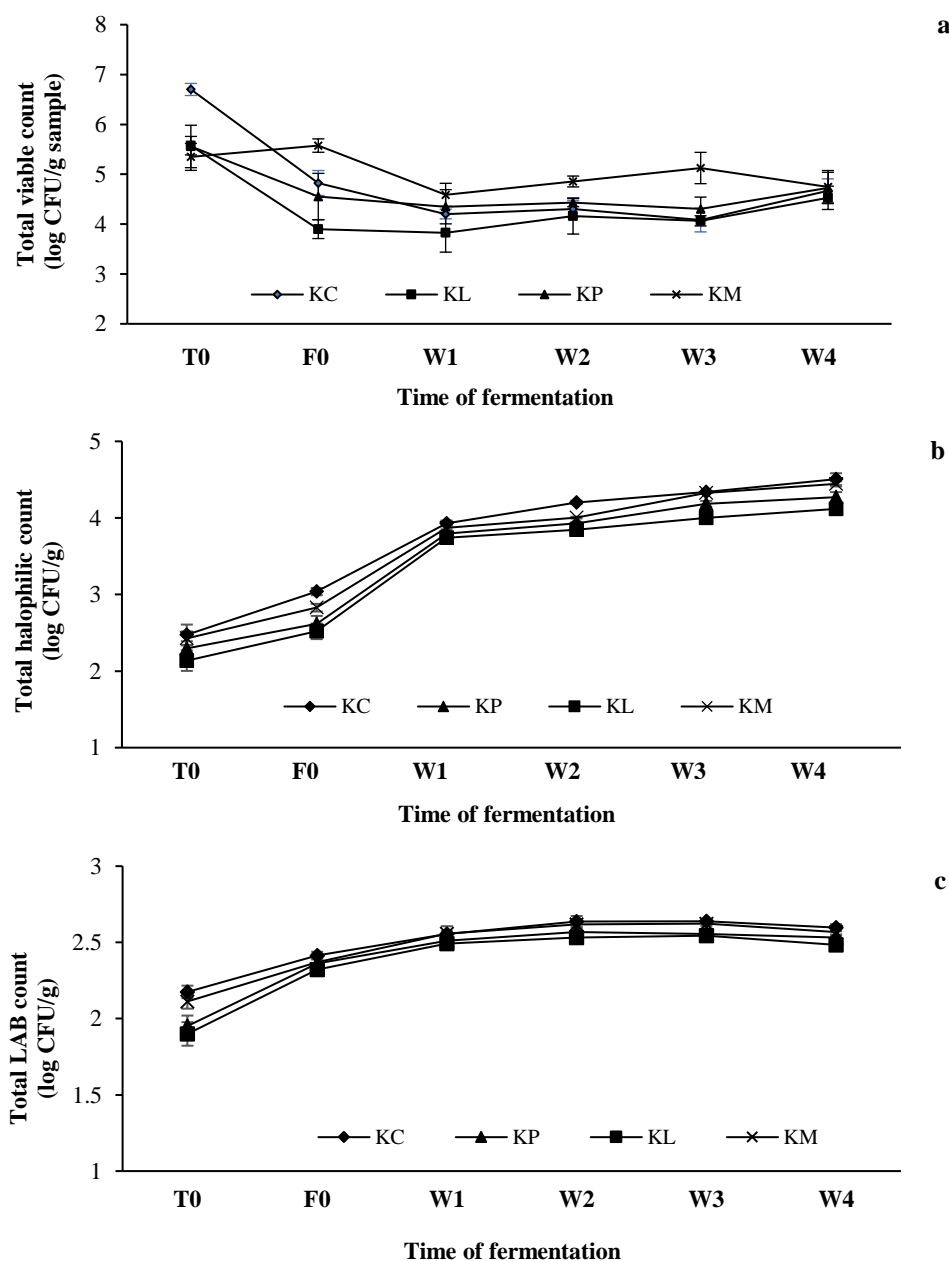 a
Total viable count
(log CFU/g sample)
8
7
6
5
4
3
2
KC KL KP KM
T0 F0 W1 W2 W3 W4
Time of fermentation
b
Total halophilic count
(log CFU/g)
5
4
3
2
1
KC KP KL KM
T0 F0 W1 W2 W3 W4
Time of fermentation
c
Total LAB count
(log CFU/g)
3
2.5
2
1.5
1
KC KP KL KM
T0 F0 W1 W2 W3 W4
Time of fermentation